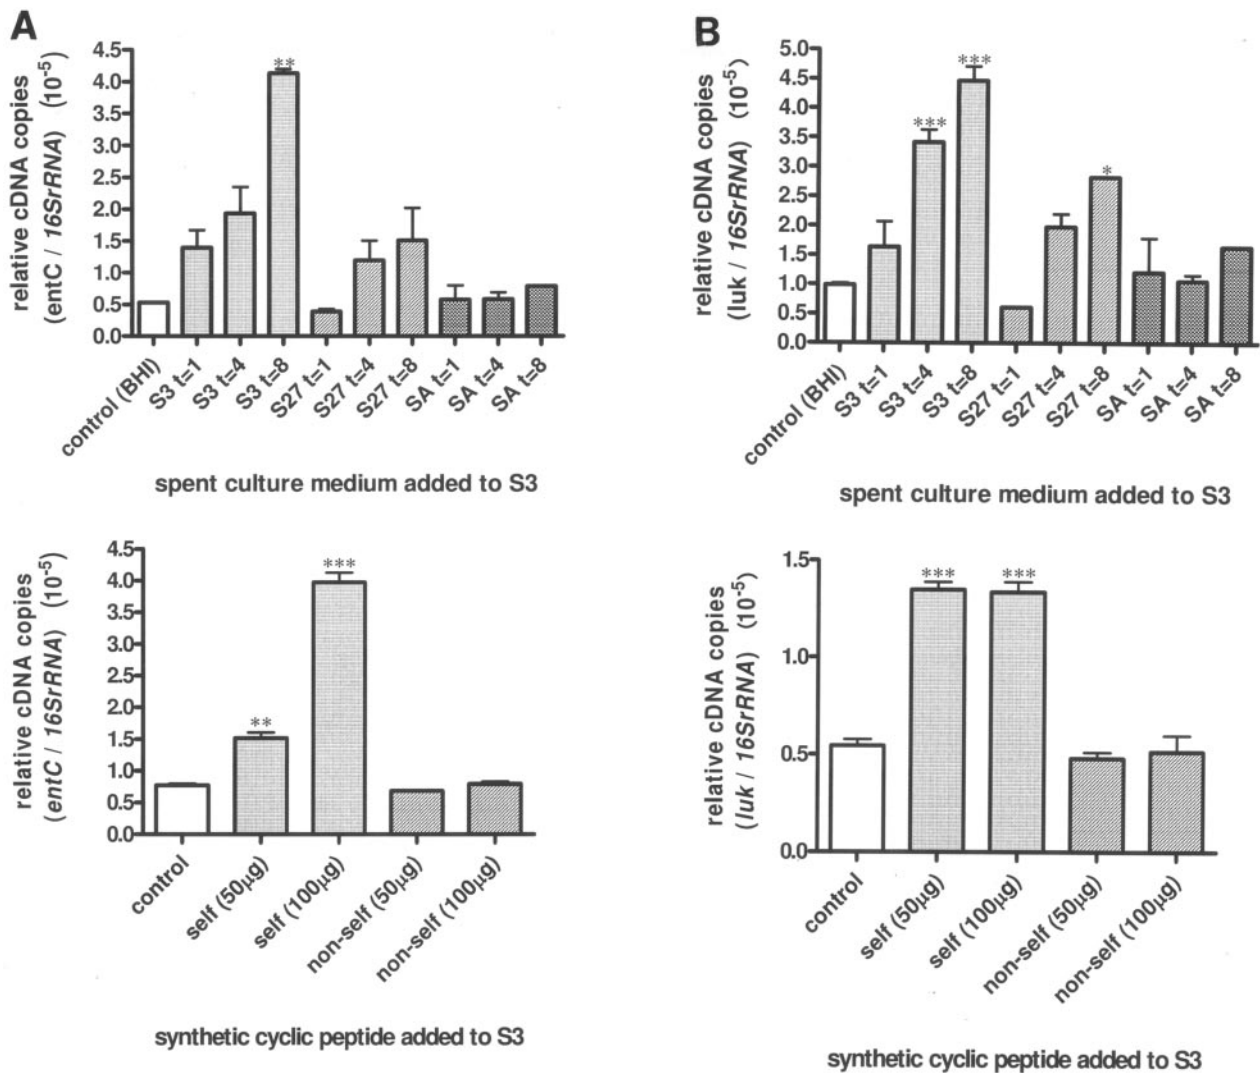 A
relative cDNA copies
(entC / 16SrRNA) (10-5)
4.5
4.0
3.5
3.0
2.5
2.0
1.5
1.0
0.5
0.0
**
control (BHI)
S3 t=1
S3 t=4
S3 t=8
S27 t=1
S27 t=4
S27 t=8
SA t=1
SA t=4
SA t=8
spent culture medium added to S3
B
relative cDNA copies
(luk / 16SrRNA) (10-5)
5.0
4.5
4.0
3.5
3.0
2.5
2.0
1.5
1.0
0.5
0.0
***
***
*
control (BHI)
S3 t=1
S3 t=4
S3 t=8
S27 t=1
S27 t=4
S27 t=8
SA t=1
SA t=4
SA t=8
spent culture medium added to S3
relative cDNA copies
(entC / 16SrRNA) (10-5)
4.5
4.0
3.5
3.0
2.5
2.0
1.5
1.0
0.5
0.0
**
***
control
self (50µg)
self (100µg)
non-self (50µg)
non-self (100µg)
synthetic cyclic peptide added to S3
relative cDNA copies
(luk / 16SrRNA) (10-5)
1.5
1.0
0.5
0.0
***
***
control
self (50µg)
self (100µg)
non-self (50µg)
non-self (100µg)
synthetic cyclic peptide added to S3